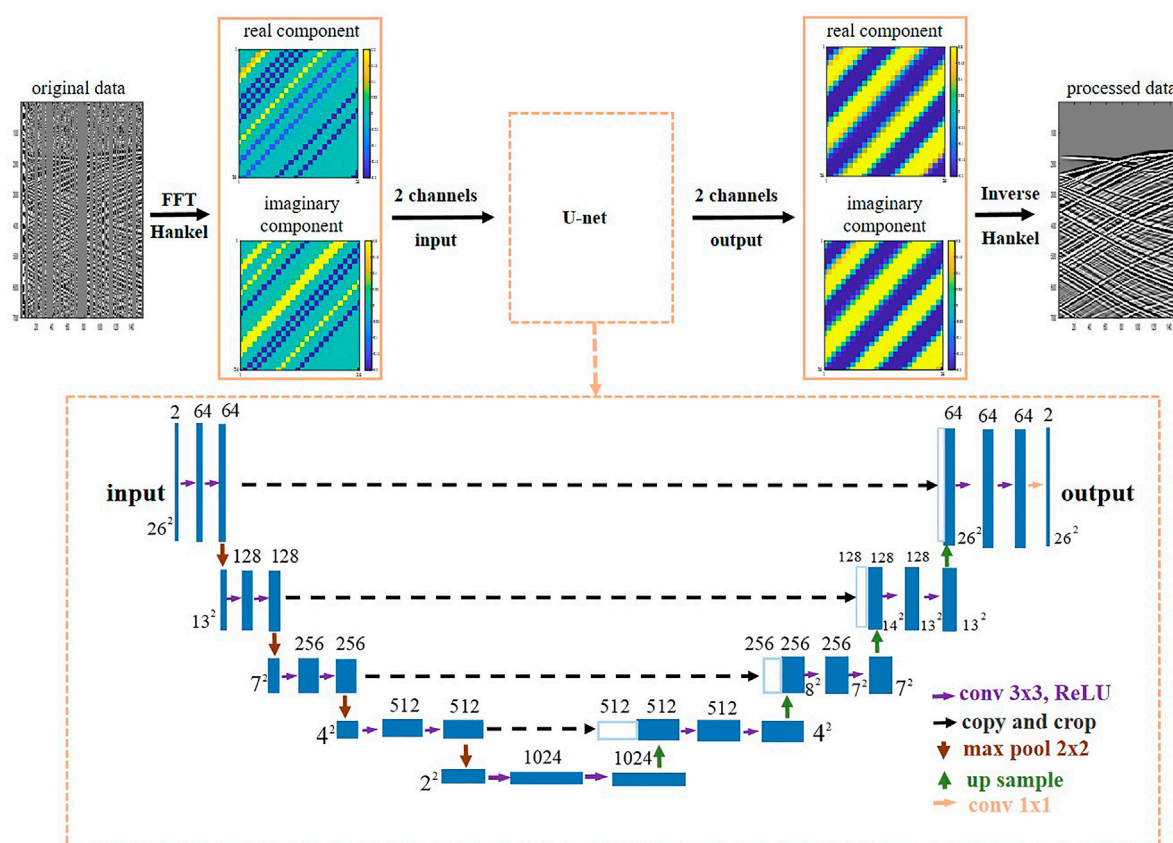 real component
real component
original data
processed data
FFT
Hankel
imaginary
component
2 channels
input
U-net
2 channels
output
imaginary
component
Inverse
Hankel
2 64 64
64 64 64 2
input
output
26²
26² 26²
128 128
128 128 128
13²
14² 13² 13²
256 256
256 256
7²
8² 7² 7²
512 512
512 512 512
4²
4²
1024 1024
2²
conv 3x3, ReLU
copy and crop
max pool 2x2
up sample
conv 1x1